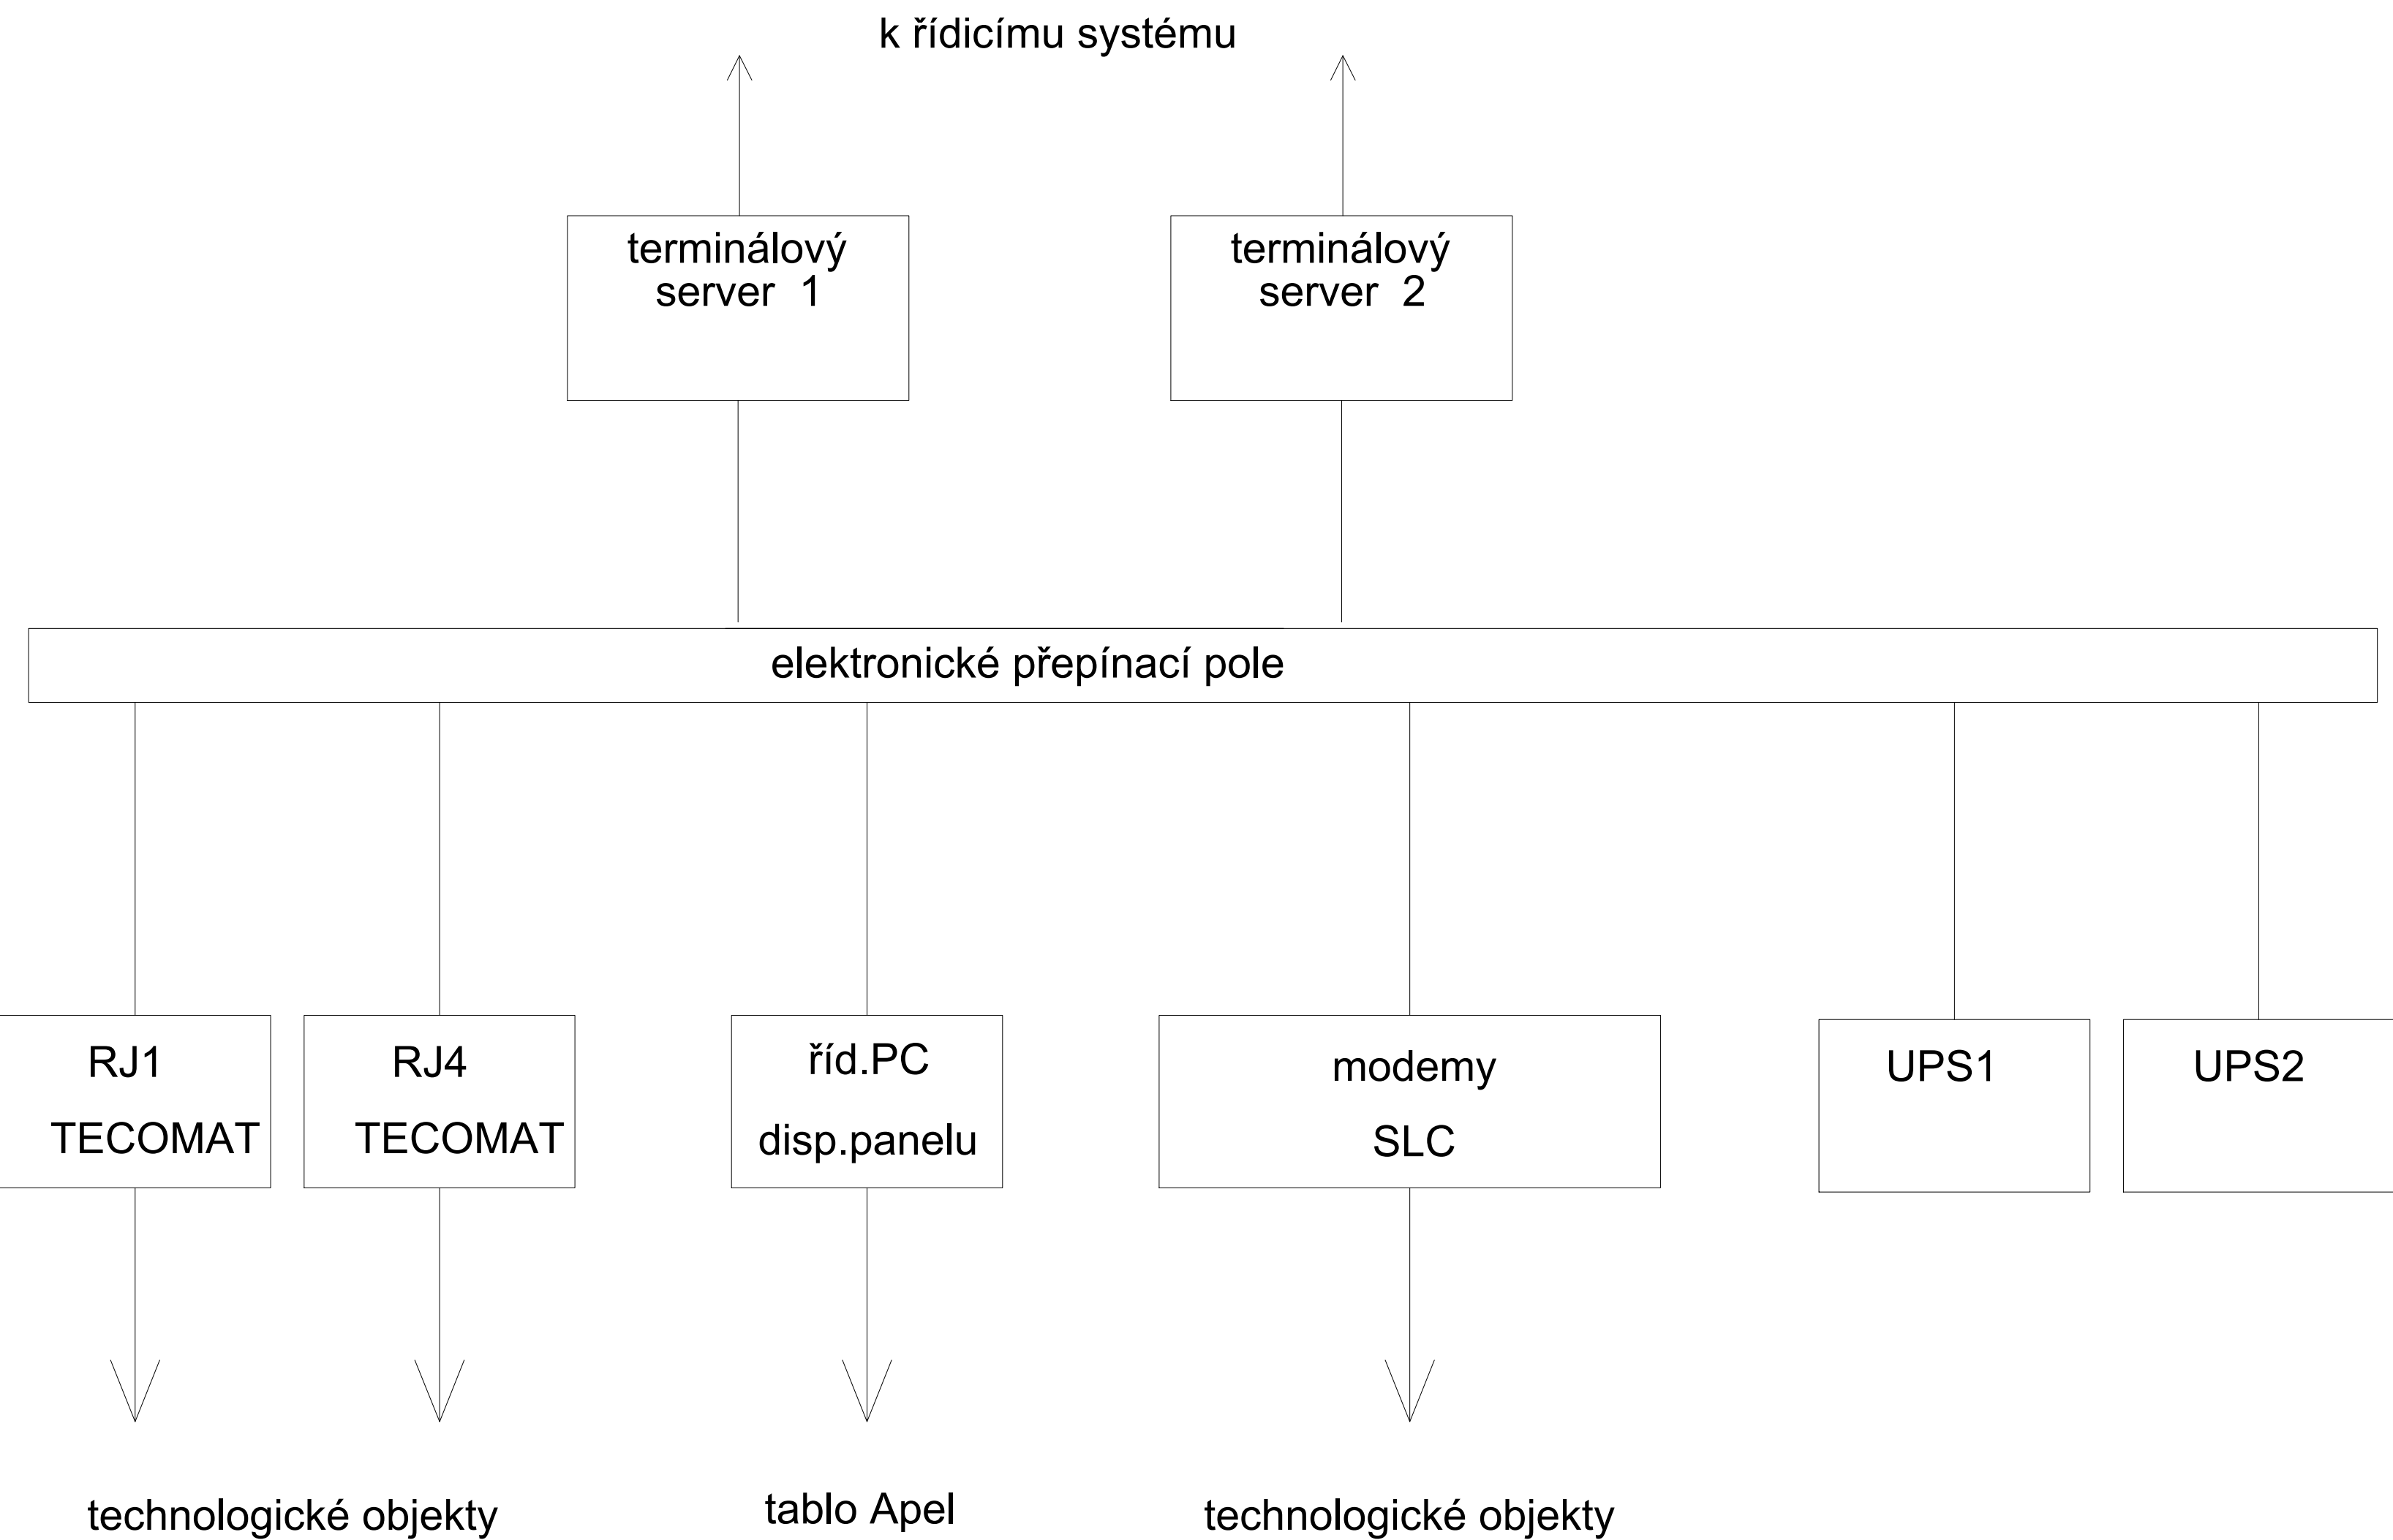 k řídicímu systému
terminálový
server 1
terminálový
server 2
elektronické přepínací pole
RJ1
TECOMAT
RJ4
TECOMAT
říd.PC
disp.panelu
modemy
SLC
UPS1
UPS2
technologické objekty
tablo Apel
technologické objekty